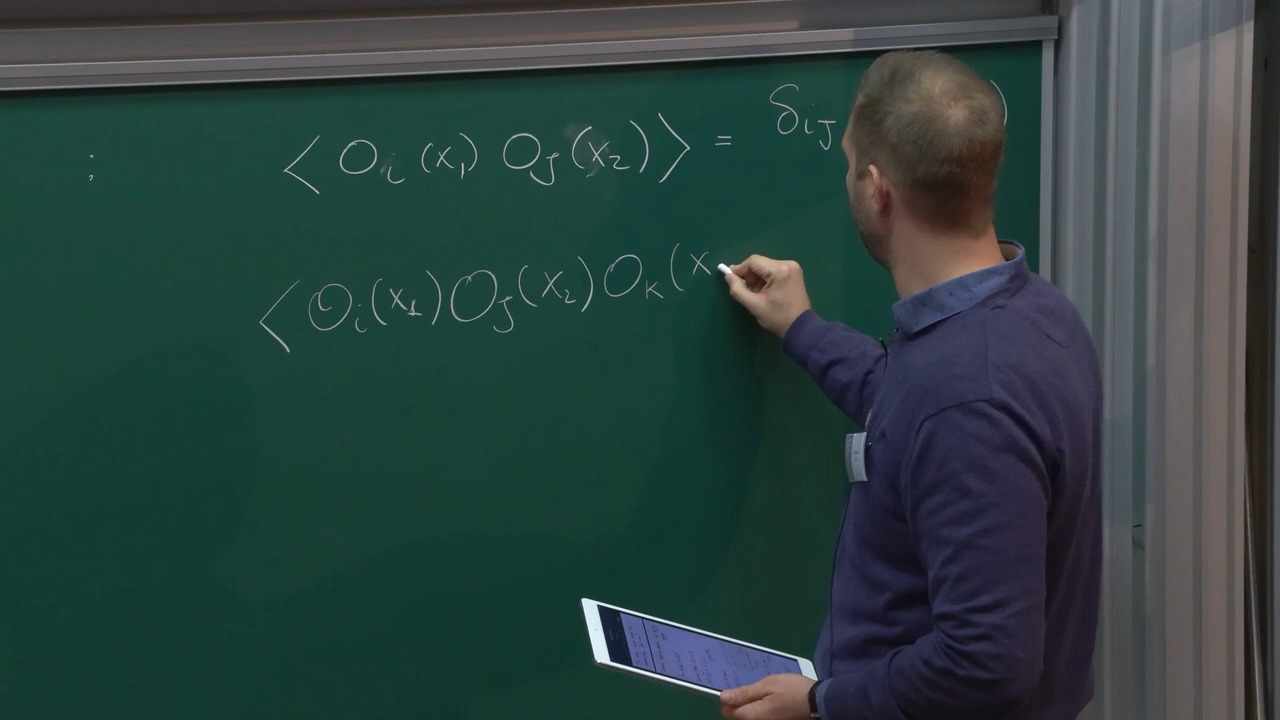 ; < O_i (x_1) O_J (x_2) > = δ_iJ )
< O_i (x_1) O_J (x_2) O_K (x